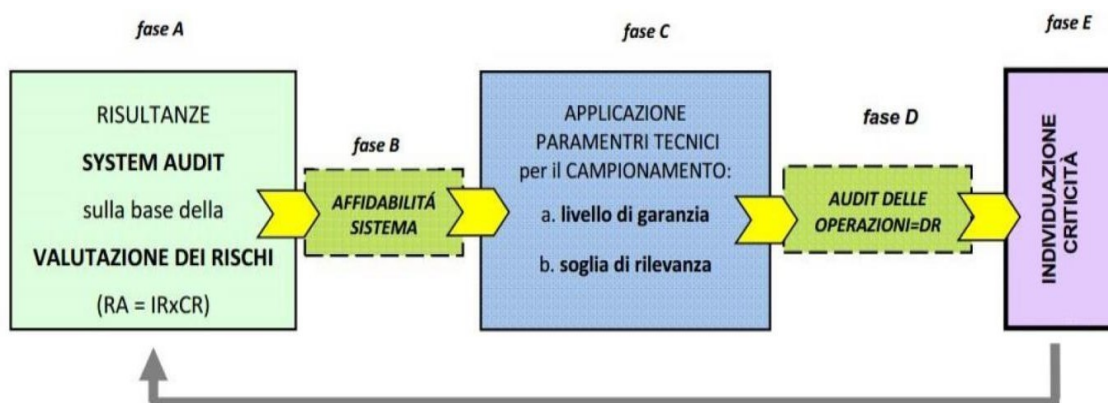 fase A
RISULTANZE
SYSTEM AUDIT
sulla base della
VALUTAZIONE DEI RISCHI
(RA = IRxCR)
fase B
AFFIDABILITÁ
SISTEMA
fase C
APPLICAZIONE
PARAMENTRI TECNICI
per il CAMPIONAMENTO:
a. livello di garanzia
b. soglia di rilevanza
fase D
AUDIT DELLE
OPERAZIONI=DR
fase E
INDIVIDUAZIONE
CRITICITÀ